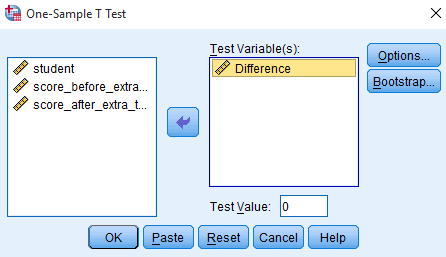 One-Sample T Test
student
score_before_extra...
score_after_extra_t...
Test Variable(s):
Difference
Test Value: 0
Options...
Bootstrap...
OK Paste Reset Cancel Help